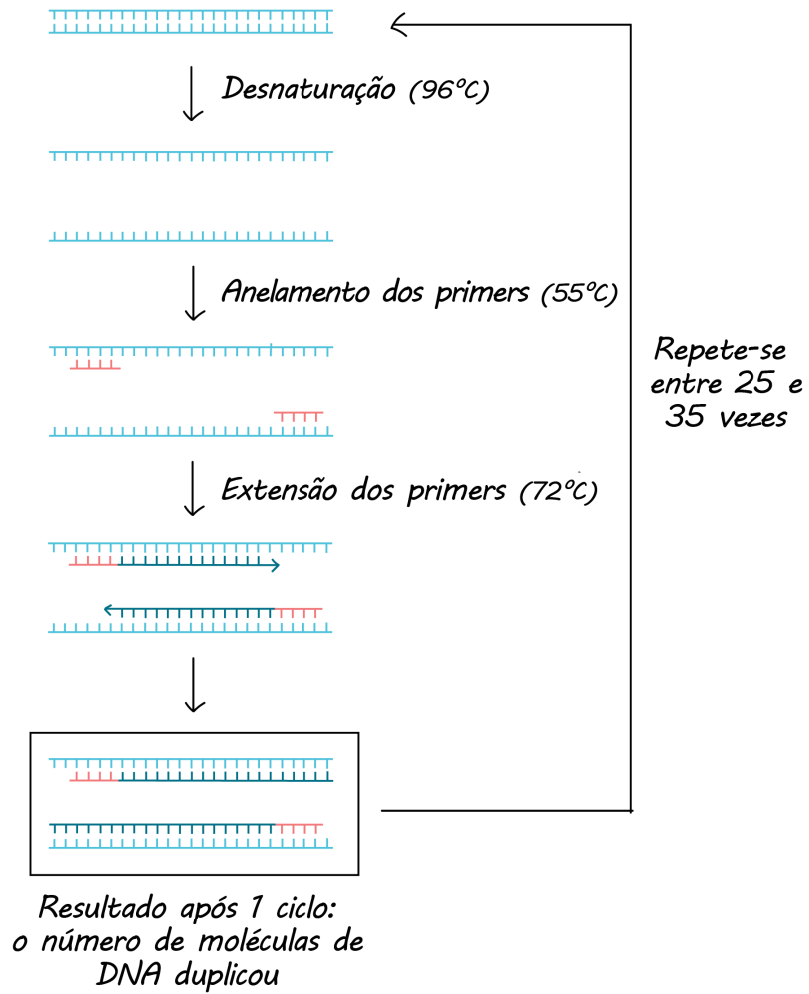 Desnaturação (96ºC)
Anelamento dos primers (55ºC)
Repete-se
entre 25 e
35 vezes
Extensão dos primers (72ºC)
Resultado após 1 ciclo:
o número de moléculas de
DNA duplicou